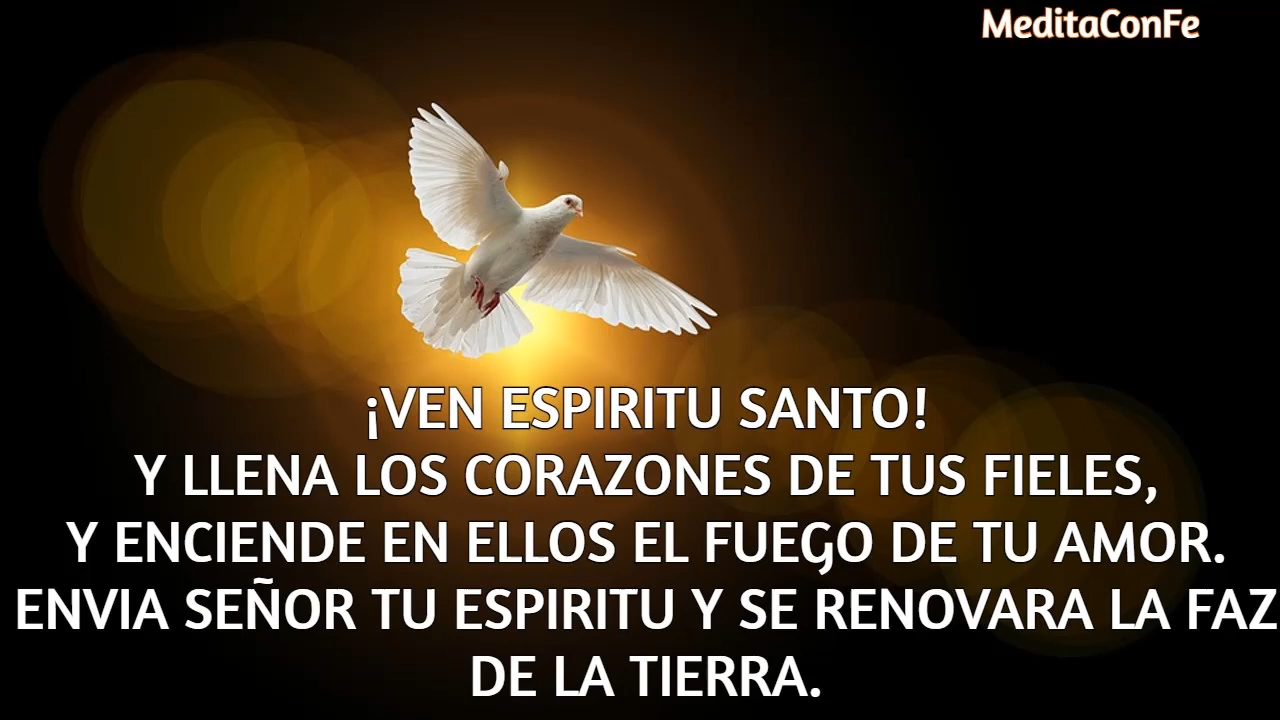 MeditaConFe
¡VEN ESPIRITU SANTO!
Y LLENA LOS CORAZONES DE TUS FIELES,
Y ENCIENDE EN ELLOS EL FUEGO DE TU AMOR.
ENVIA SEÑOR TU ESPIRITU Y SE RENOVARA LA FAZ
DE LA TIERRA.